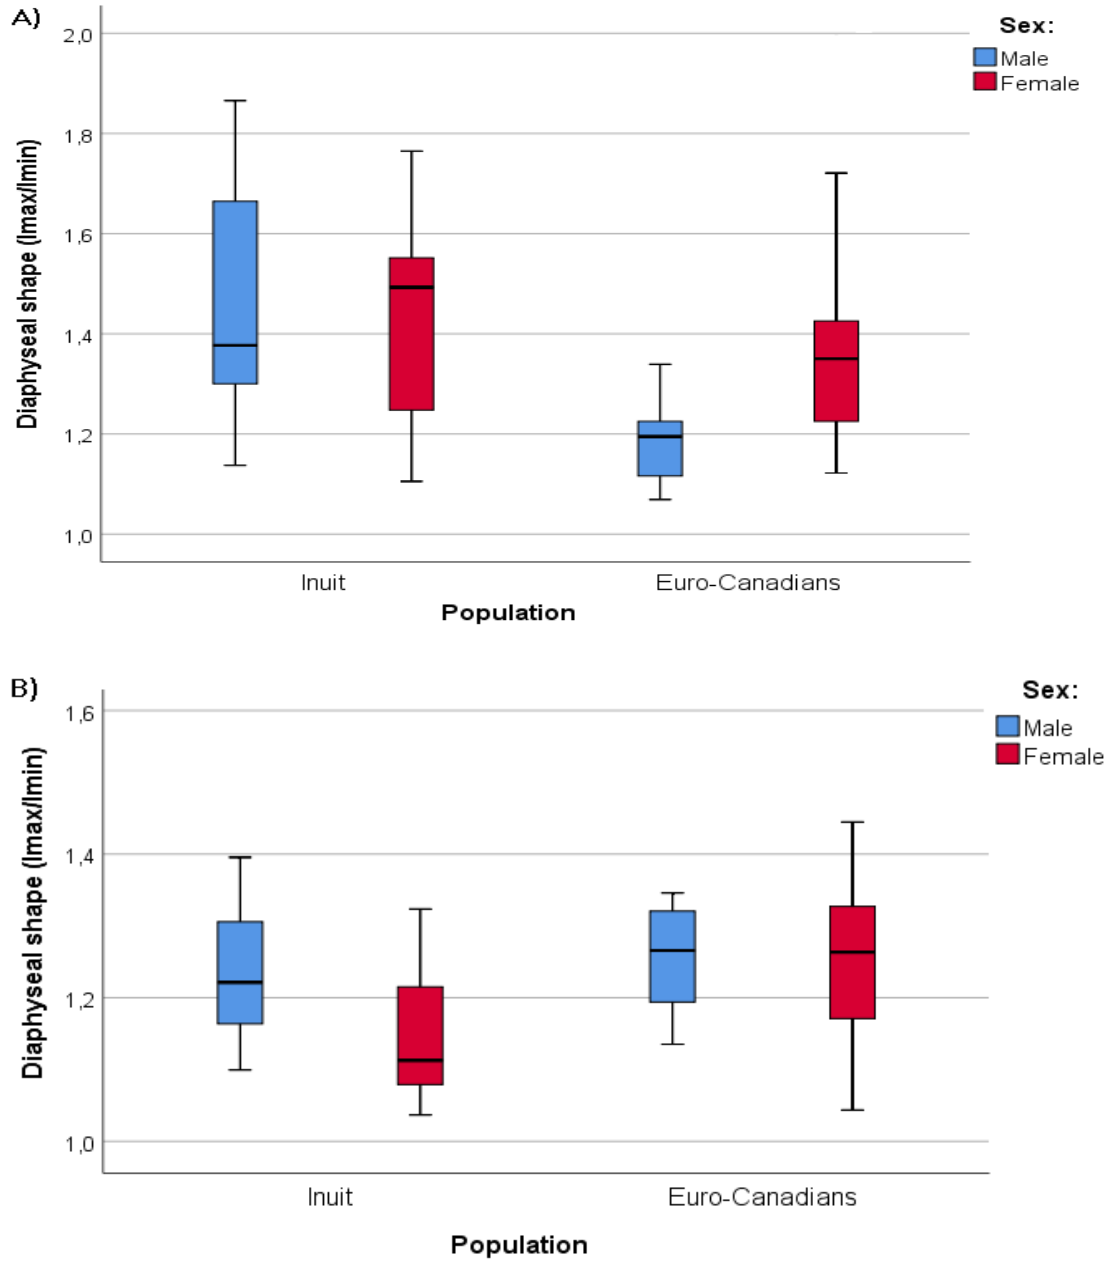 A)
Sex:
Male
Female
Diaphyseal shape (Imax/Imin)
2,0
1,8
1,6
1,4
1,2
1,0
Inuit Euro-Canadians
Population
B)
Sex:
Male
Female
Diaphyseal shape (Imax/Imin)
1,6
1,4
1,2
1,0
Inuit Euro-Canadians
Population